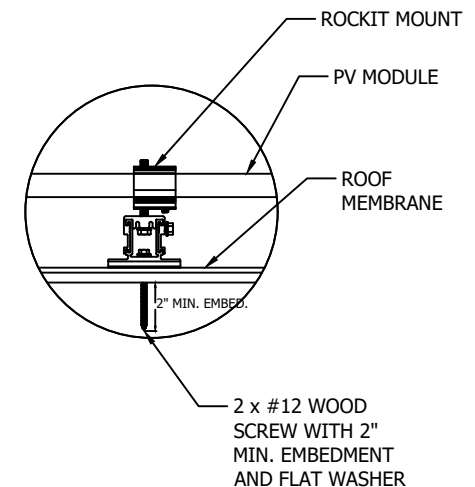 ROCKIT MOUNT
PV MODULE
ROOF
MEMBRANE
2" MIN. EMBED.
2 x #12 WOOD
SCREW WITH 2"
MIN. EMBEDMENT
AND FLAT WASHER